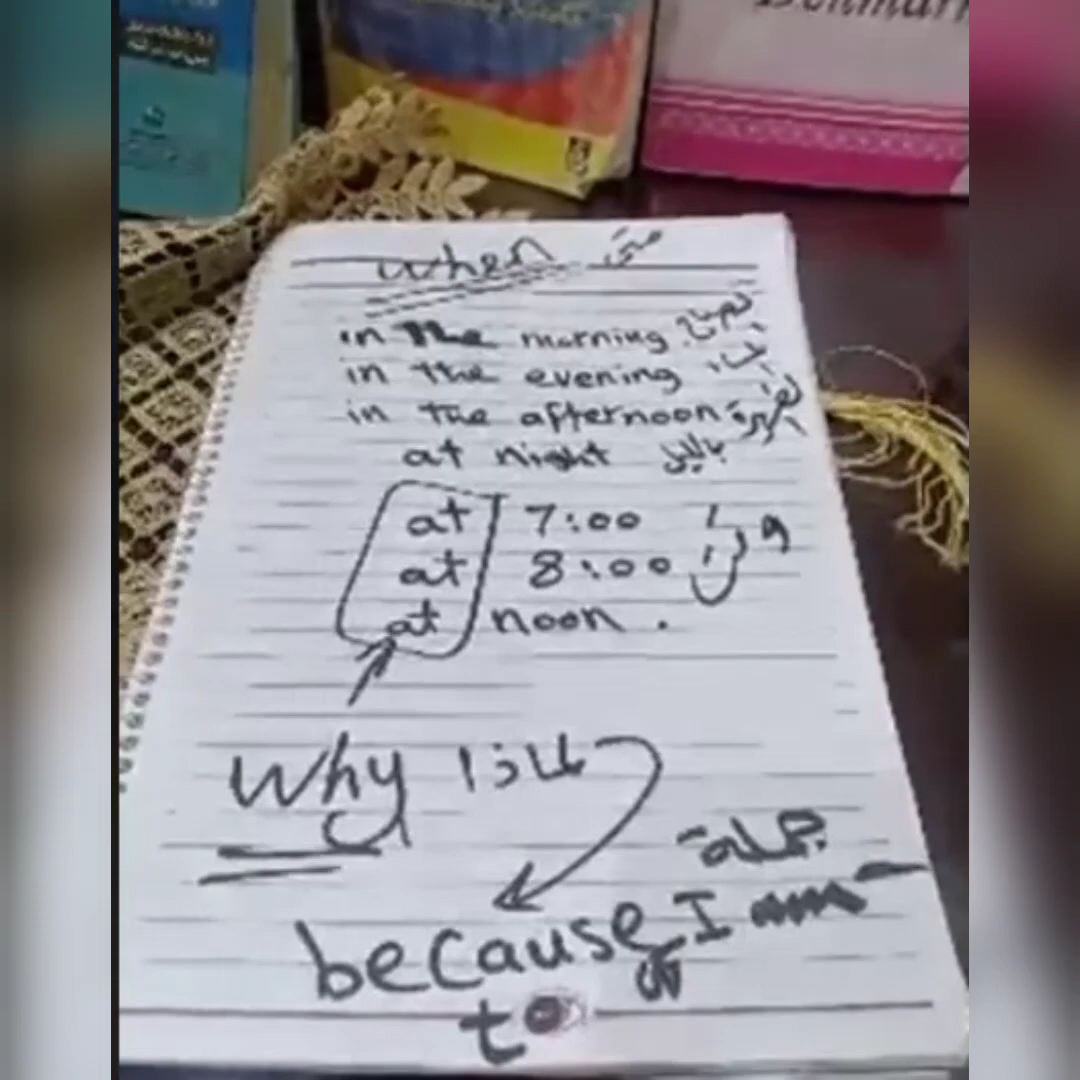 when متى
in the morning الصباح
in the evening المساء
in the afternoon
at night بالليل
at 7:00
at 8:00
at noon .
Why لماذا
جملة
because I
to